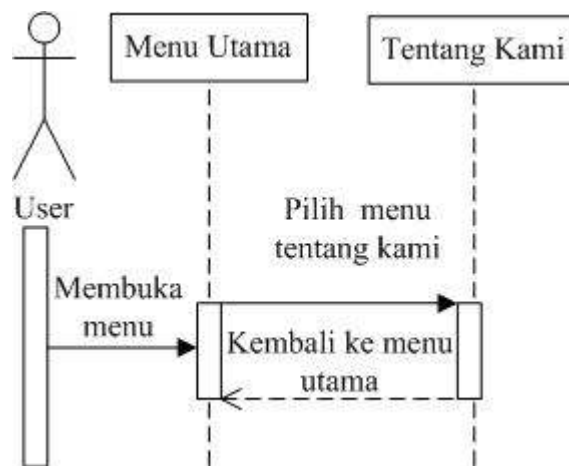 Menu Utama
Tentang Kami
User
Pilih menu
tentang kami
Membuka
menu
Kembali ke menu
utama